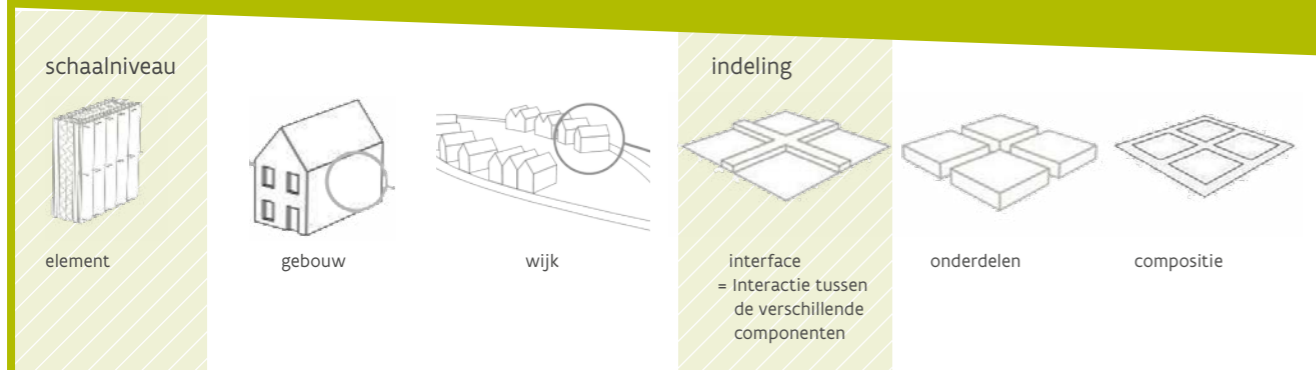 schaalniveau
indeling
element
gebouw
wijk
interface
= Interactie tussen
de verschillende
componenten
onderdelen
compositie